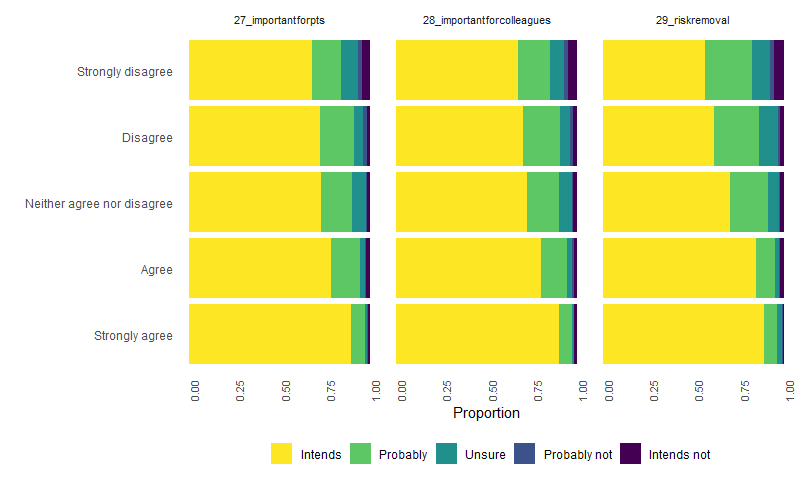 27_importantforpts 28_importantforcolleagues 29_riskremoval
Strongly disagree
Disagree
Neither agree nor disagree
Agree
Strongly agree
0.00 0.25 0.50 0.75 1.00 0.00 0.25 0.50 0.75 1.00 0.00 0.25 0.50 0.75 1.00
Proportion
Intends Probably Unsure Probably not Intends not